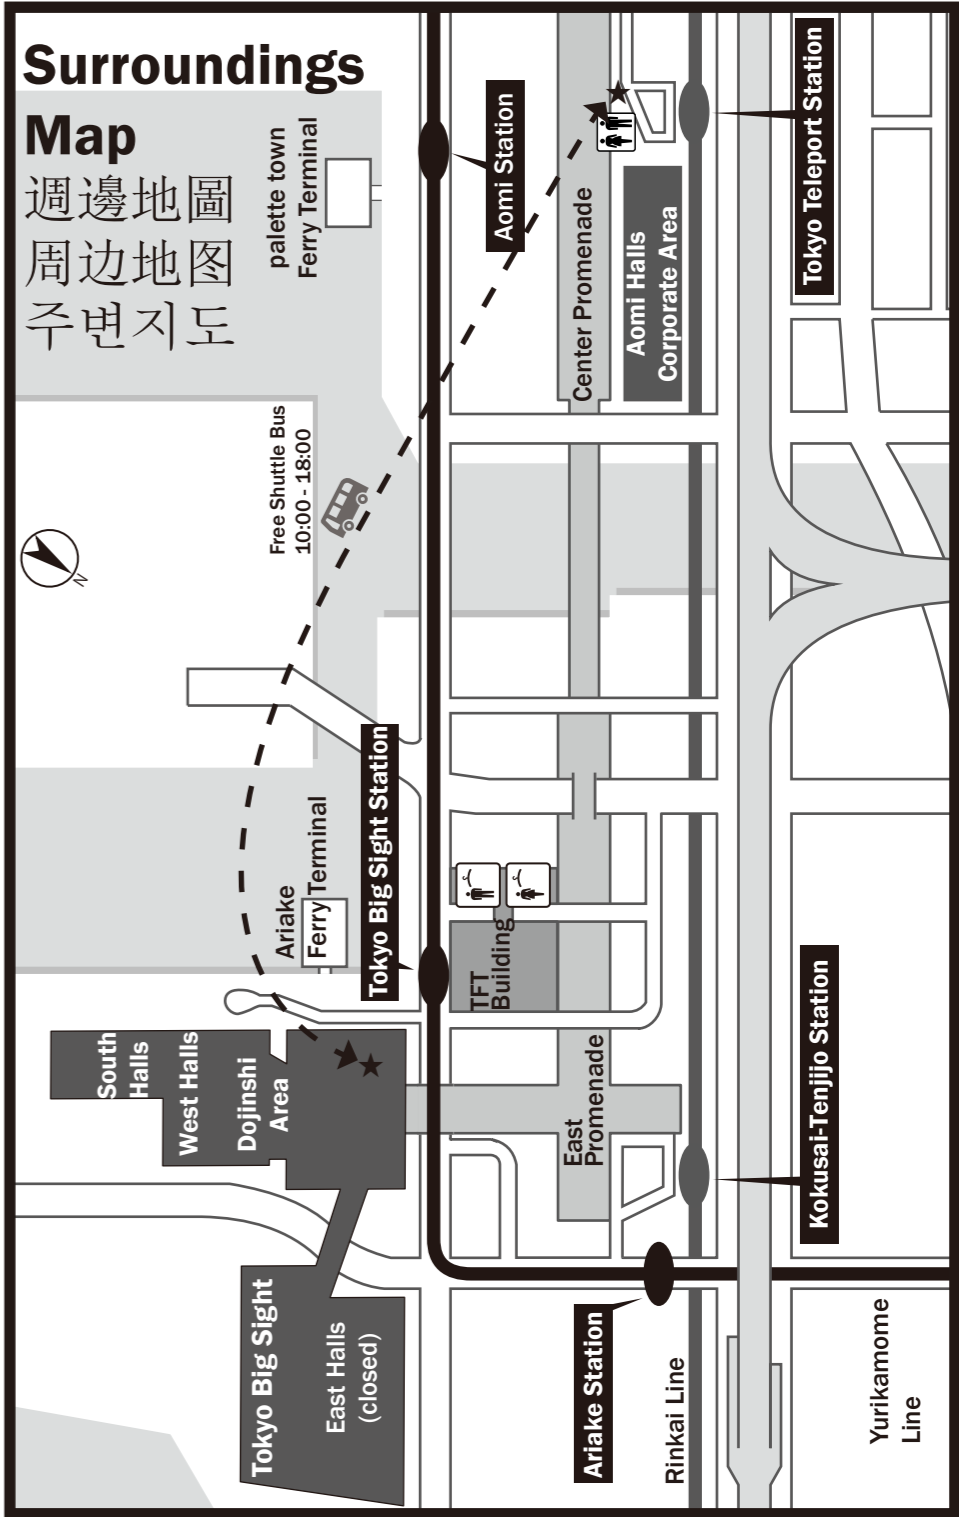 Surroundings
Map
週邊地圖
周边地图
주변지도
palette town
Ferry Terminal
Aomi Station
Center Promenade
Aomi Halls
Corporate Area
Tokyo Teleport Station
Free Shuttle Bus
10:00 - 18:00
N
Ariake
Ferry Terminal
Tokyo Big Sight Station
TFT
Building
South
Halls
West Halls
Dojinshi
Area
East
Promenade
Kokusai-Tenjijo Station
Tokyo Big Sight
East Halls
(closed)
Ariake Station
Rinkai Line
Yurikamome
Line